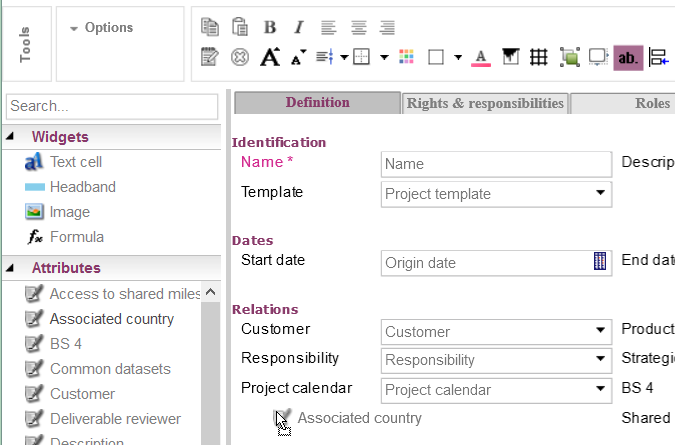 Tools
Options
B I
A A A
ab.
Search...
Widgets
Text cell
Headband
Image
Formula
Attributes
Access to shared miles
Associated country
BS 4
Common datasets
Customer
Deliverable reviewer
Description
Definition
Rights & responsibilities
Roles
Identification
Name * Name Descrip
Template Project template
Dates
Start date Origin date End date
Relations
Customer Customer Product
Responsibility Responsibility Strategi
Project calendar Project calendar BS 4
Associated country Shared